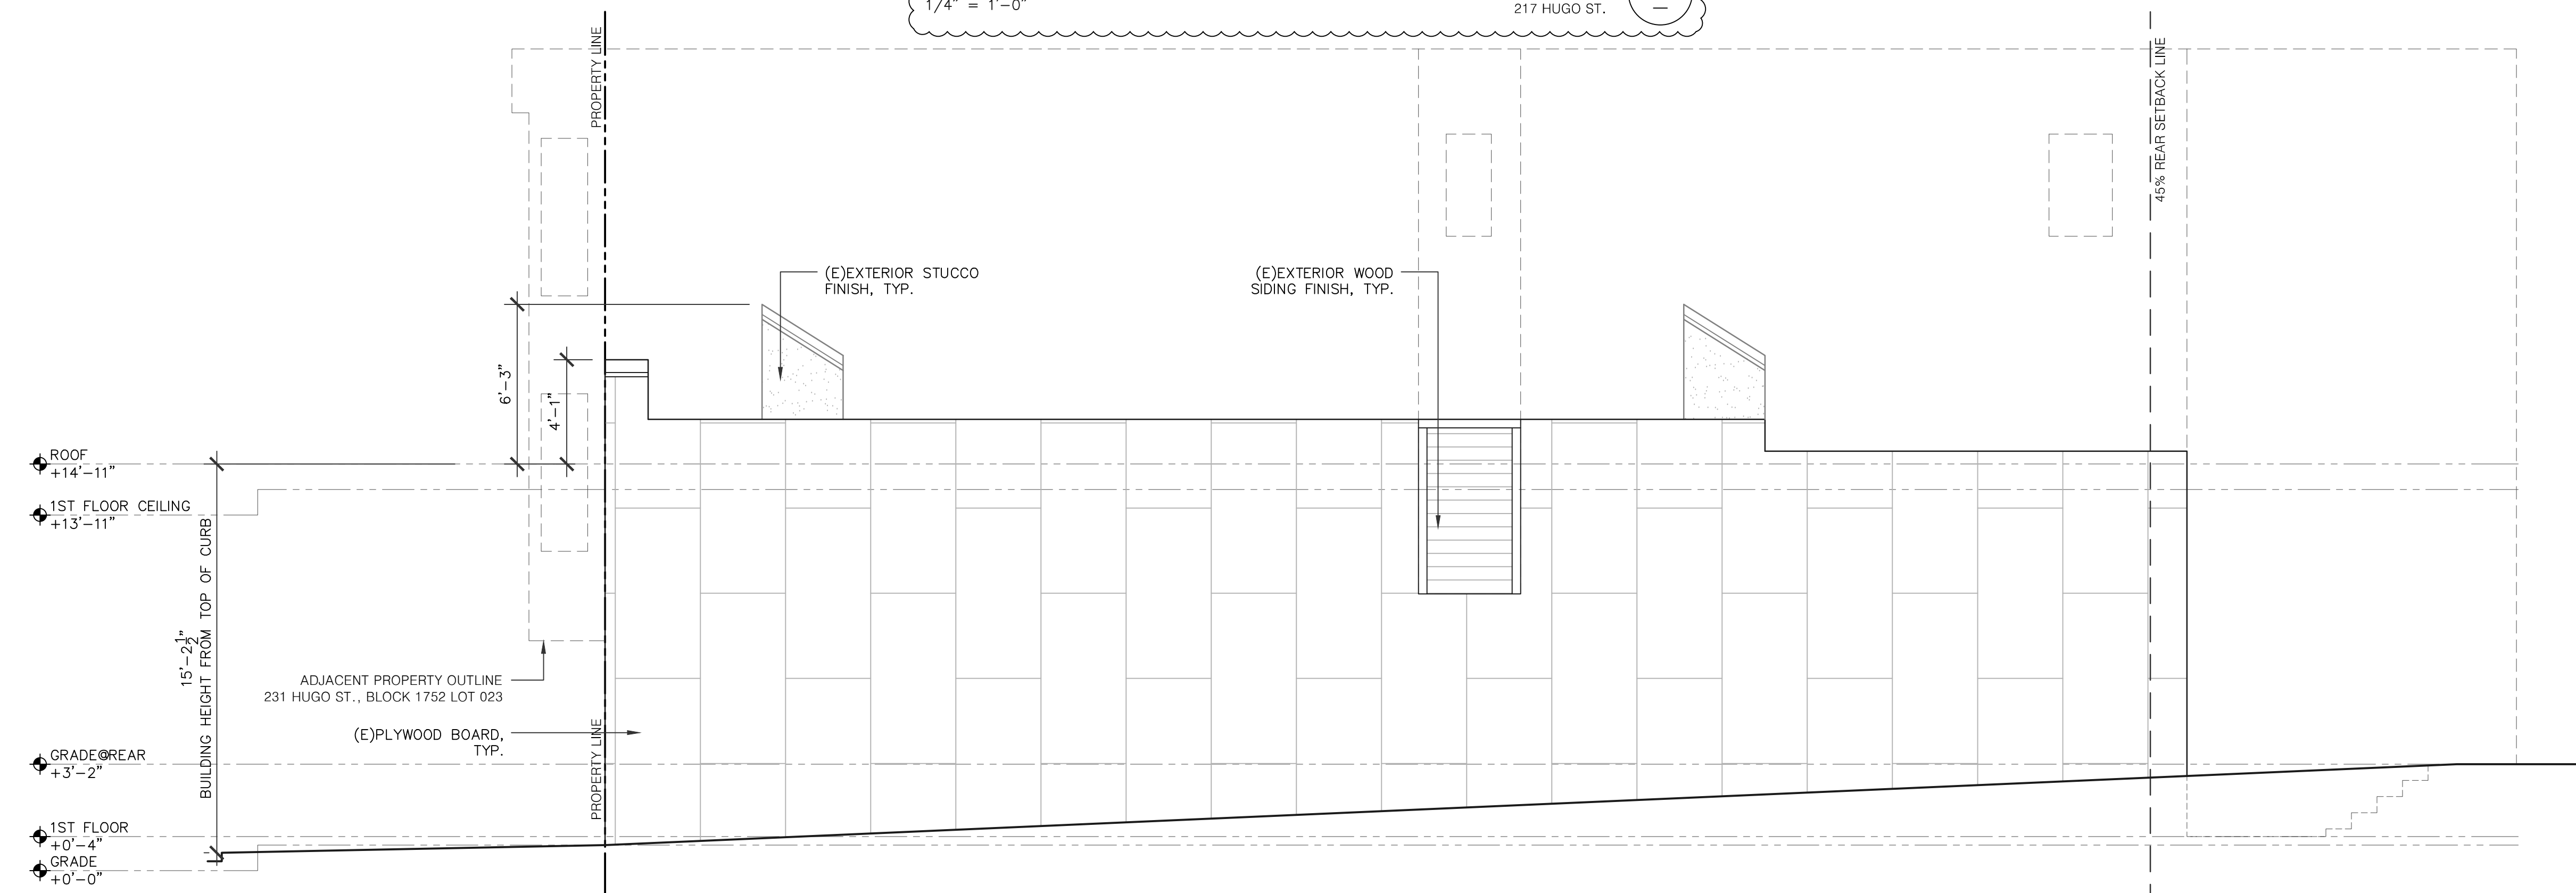 1/4" = 1'-0"
217 HUGO ST.
PROPERTY LINE
45% REAR SETBACK LINE
(E)EXTERIOR STUCCO
FINISH, TYP.
(E)EXTERIOR WOOD
SIDING FINISH, TYP.
6'-3"
4'-1"
ROOF
+14'-11"
1ST FLOOR CEILING
+13'-11"
15'-2 1/2"
BUILDING HEIGHT FROM TOP OF CURB
ADJACENT PROPERTY OUTLINE
231 HUGO ST., BLOCK 1752 LOT 023
(E)PLYWOOD BOARD,
TYP.
PROPERTY LINE
GRADE@REAR
+3'-2"
1ST FLOOR
+0'-4"
GRADE
+0'-0"